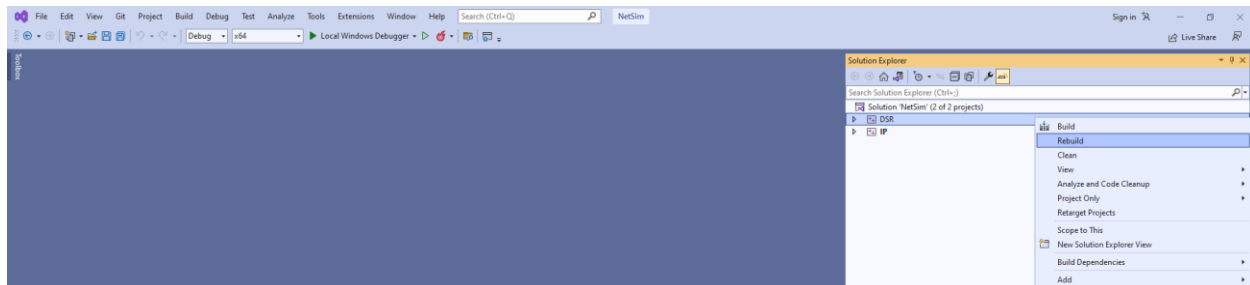 File Edit View Git Project Build Debug Test Analyze Tools Extensions Window Help Search (Ctrl+Q) NetSim Sign in
Debug x64 Local Windows Debugger Live Share
Toolbox
Solution Explorer
Search Solution Explorer (Ctrl+;)
Solution 'NetSim' (2 of 2 projects)
DSR
IP
Build
Rebuild
Clean
View
Analyze and Code Cleanup
Project Only
Retarget Projects
Scope to This
New Solution Explorer View
Build Dependencies
Add